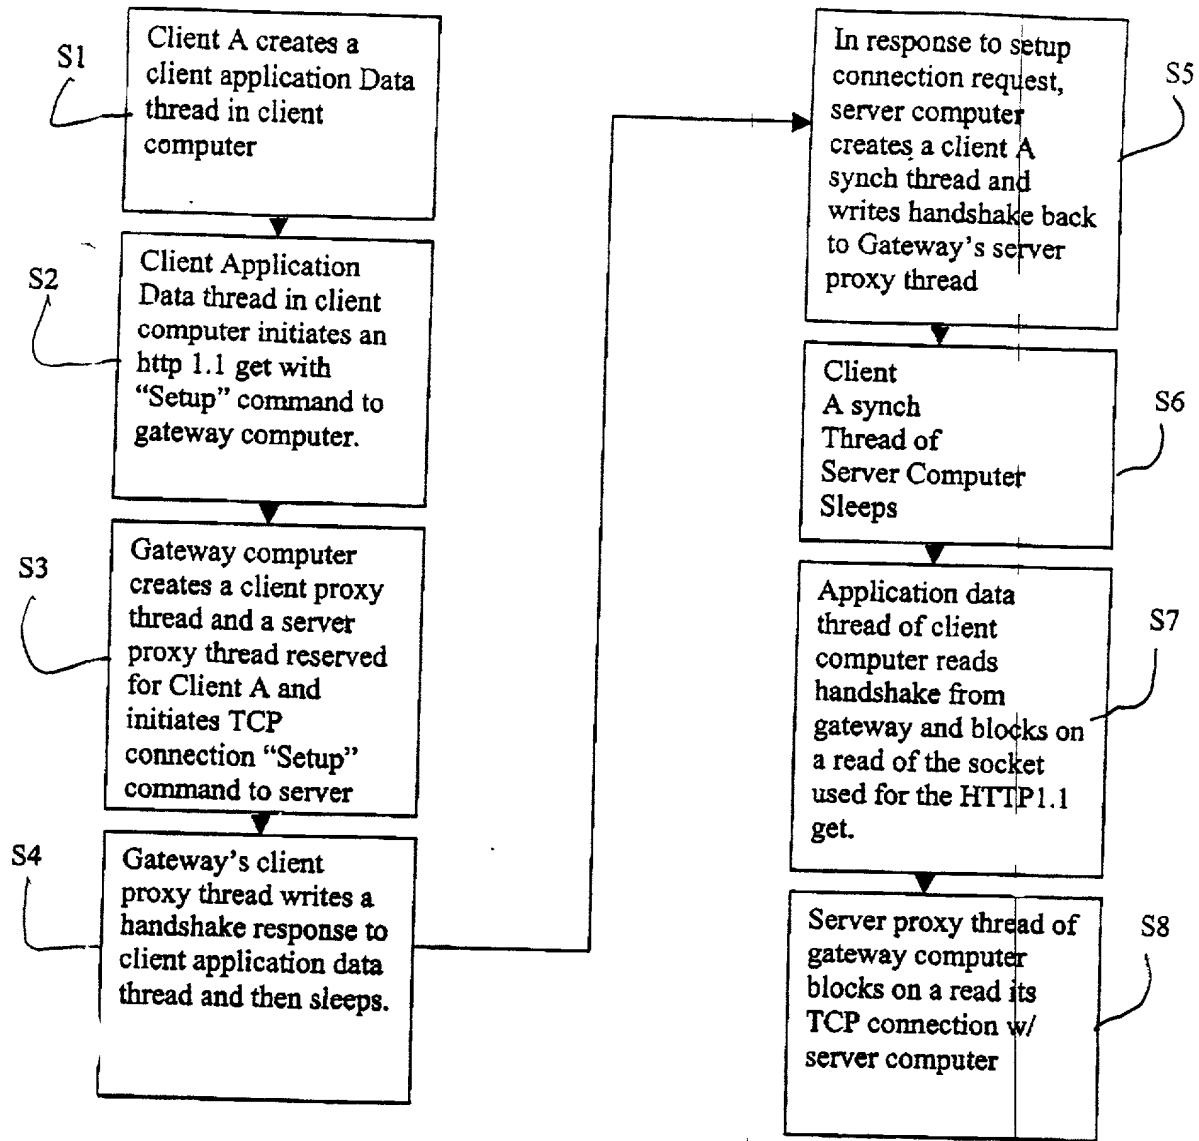 S1
Client A creates a
client application Data
thread in client
computer
S2
Client Application
Data thread in client
computer initiates an
http 1.1 get with
“Setup” command to
gateway computer.
S3
Gateway computer
creates a client proxy
thread and a server
proxy thread reserved
for Client A and
initiates TCP
connection “Setup”
command to server
S4
Gateway’s client
proxy thread writes a
handshake response to
client application data
thread and then sleeps.
In response to setup
connection request,
server computer
creates a client A
synch thread and
writes handshake back
to Gateway’s server
proxy thread
S5
Client
A synch
Thread of
Server Computer
Sleeps
S6
Application data
thread of client
computer reads
handshake from
gateway and blocks on
a read of the socket
used for the HTTP1.1
get.
S7
Server proxy thread of
gateway computer
blocks on a read its
TCP connection w/
server computer
S8